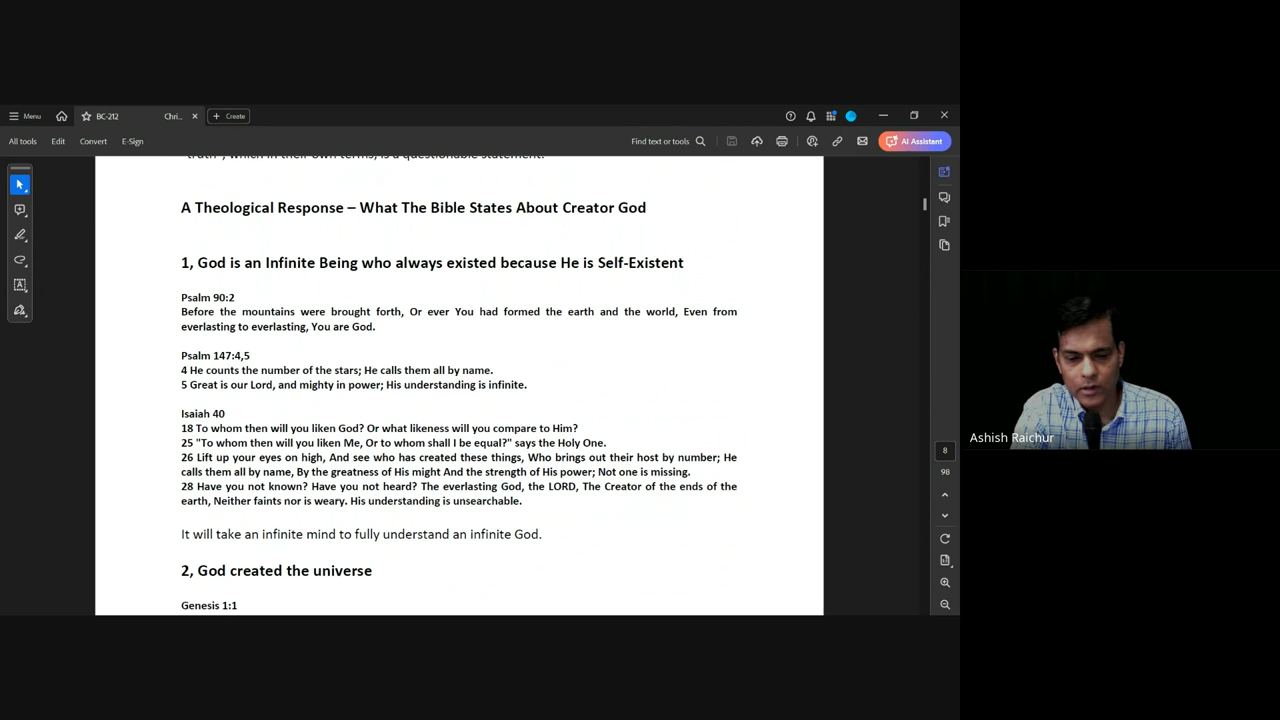 Menu
BC-212
Chri...
Create
All tools
Edit
Convert
E-Sign
Find text or tools
AI Assistant
"truth", which in their own terms, is a questionable statement.
A Theological Response – What The Bible States About Creator God
1, God is an Infinite Being who always existed because He is Self-Existent
Psalm 90:2
Before the mountains were brought forth, Or ever You had formed the earth and the world, Even from
everlasting to everlasting, You are God.
Psalm 147:4,5
4 He counts the number of the stars; He calls them all by name.
5 Great is our Lord, and mighty in power; His understanding is infinite.
Isaiah 40
18 To whom then will you liken God? Or what likeness will you compare to Him?
25 "To whom then will you liken Me, Or to whom shall I be equal?" says the Holy One.
26 Lift up your eyes on high, And see who has created these things, Who brings out their host by number; He
calls them all by name, By the greatness of His might And the strength of His power; Not one is missing.
28 Have you not known? Have you not heard? The everlasting God, the LORD, The Creator of the ends of the
earth, Neither faints nor is weary. His understanding is unsearchable.
It will take an infinite mind to fully understand an infinite God.
2, God created the universe
Genesis 1:1
8
98
Ashish Raichur